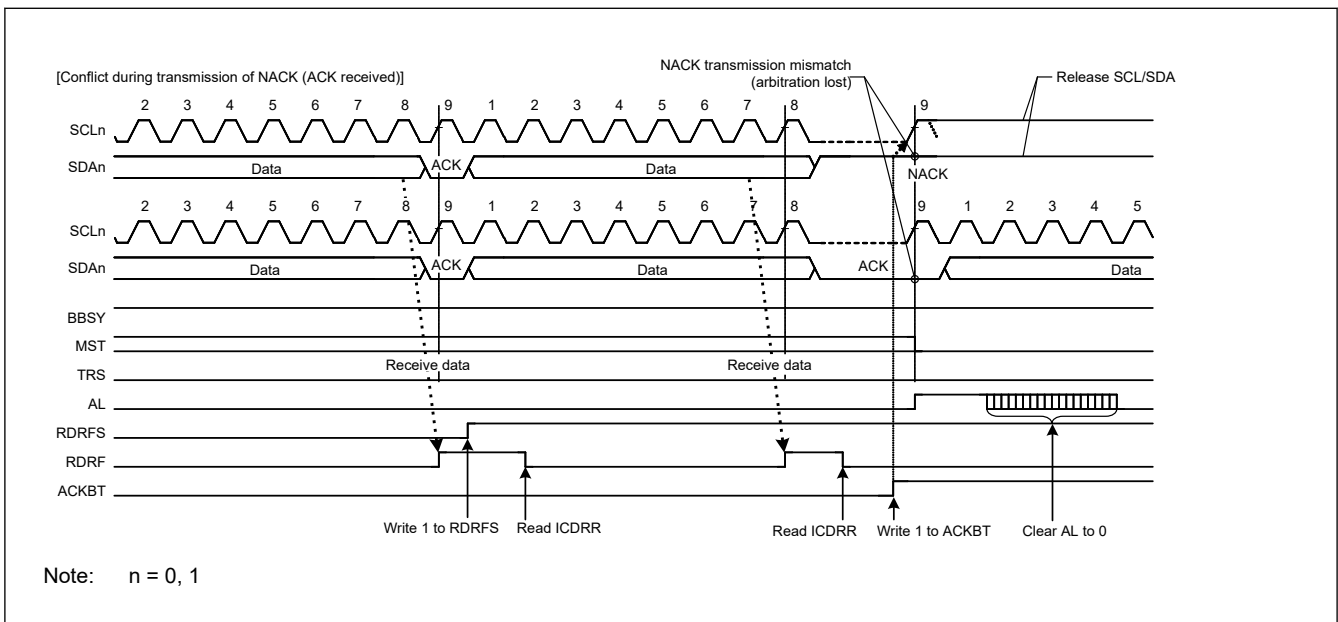 [Conflict during transmission of NACK (ACK received)]
NACK transmission mismatch
(arbitration lost)
Release SCL/SDA
2 3 4 5 6 7 8 9 1 2 3 4 5 6 7 8 9
SCLn
SDAn Data ACK Data NACK
2 3 4 5 6 7 8 9 1 2 3 4 5 6 7 8 9 1 2 3 4 5
SCLn
SDAn Data ACK Data ACK Data
BBSY
MST
Receive data Receive data
TRS
AL
RDRFS
RDRF
ACKBT
Write 1 to RDRFS Read ICDRR Read ICDRR Write 1 to ACKBT Clear AL to 0
Note: n = 0, 1